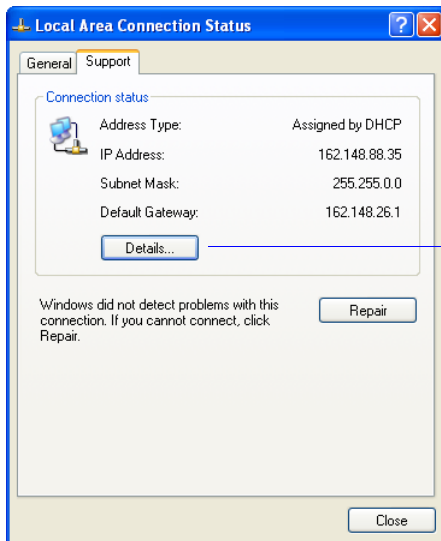 Local Area Connection Status
General Support
Connection status
Address Type: Assigned by DHCP
IP Address: 162.148.88.35
Subnet Mask: 255.255.0.0
Default Gateway: 162.148.26.1
Details...
Windows did not detect problems with this
connection. If you cannot connect, click
Repair.
Repair
Close